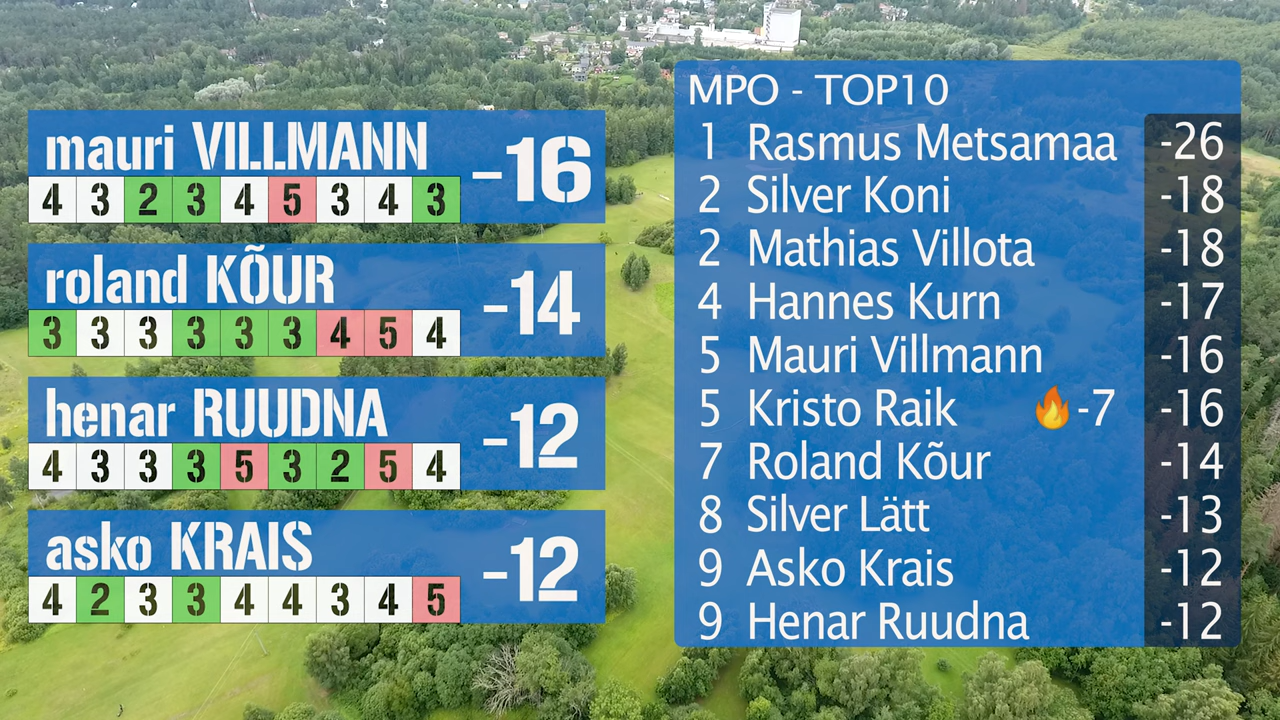 mauri VILLMANN
-16
4 3 2 3 4 5 3 4 3
roland KÕUR
-14
3 3 3 3 3 3 4 5 4
henar RUUDNA
-12
4 3 3 3 5 3 2 5 4
asko KRAIS
-12
4 2 3 3 4 4 3 4 5
MPO - TOP10
1 Rasmus Metsamaa -26
2 Silver Koni -18
2 Mathias Villota -18
4 Hannes Kurn -17
5 Mauri Villmann -16
5 Kristo Raik 🔥-7 -16
7 Roland Kõur -14
8 Silver Lätt -13
9 Asko Krais -12
9 Henar Ruudna -12